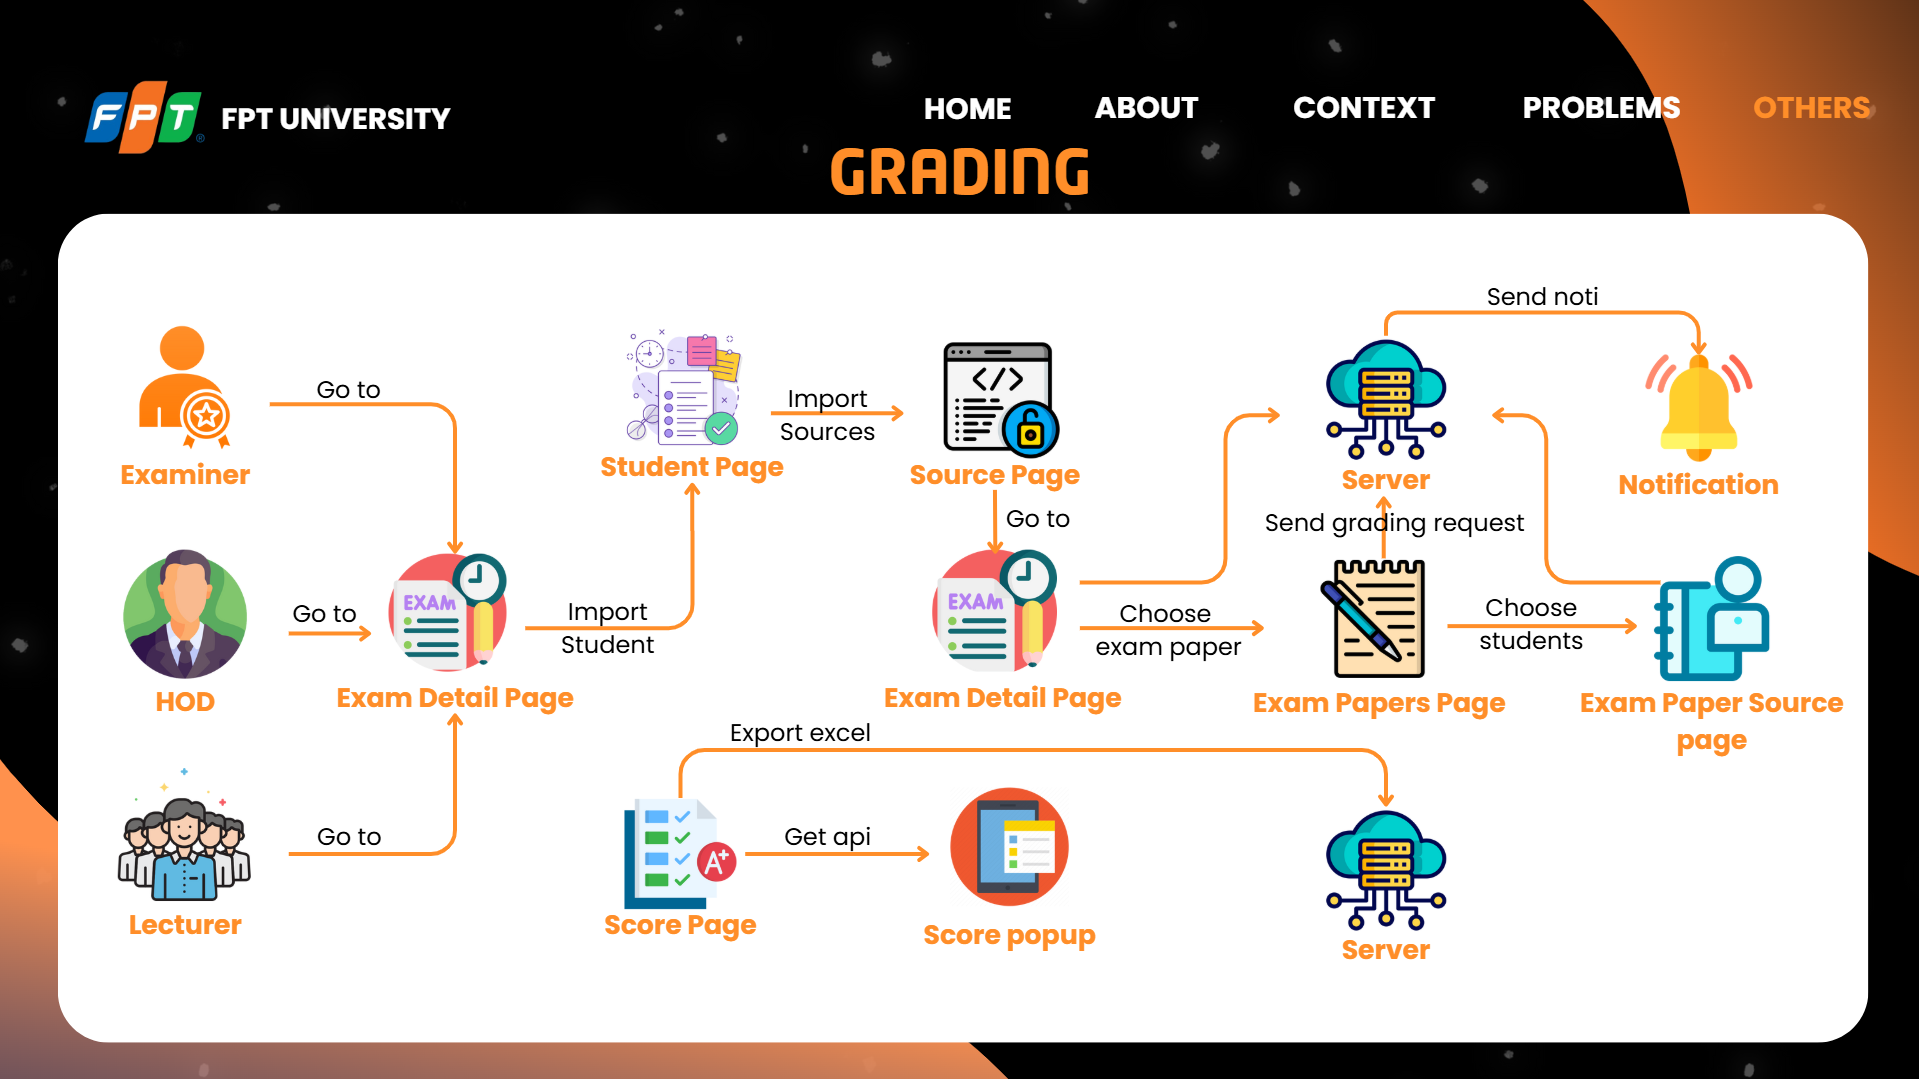 FPT
FPT UNIVERSITY
HOME
ABOUT
CONTEXT
PROBLEMS
OTHERS
GRADING
Send noti
Go to
Import
Sources
Examiner
Student Page
Source Page
Server
Notification
Go to
Send grading request
Go to
EXAM
Import
Student
EXAM
Choose
exam paper
Choose
students
HOD
Exam Detail Page
Exam Detail Page
Exam Papers Page
Exam Paper Source
page
Export excel
Go to
A+
Get api
Lecturer
Score Page
Score popup
Server